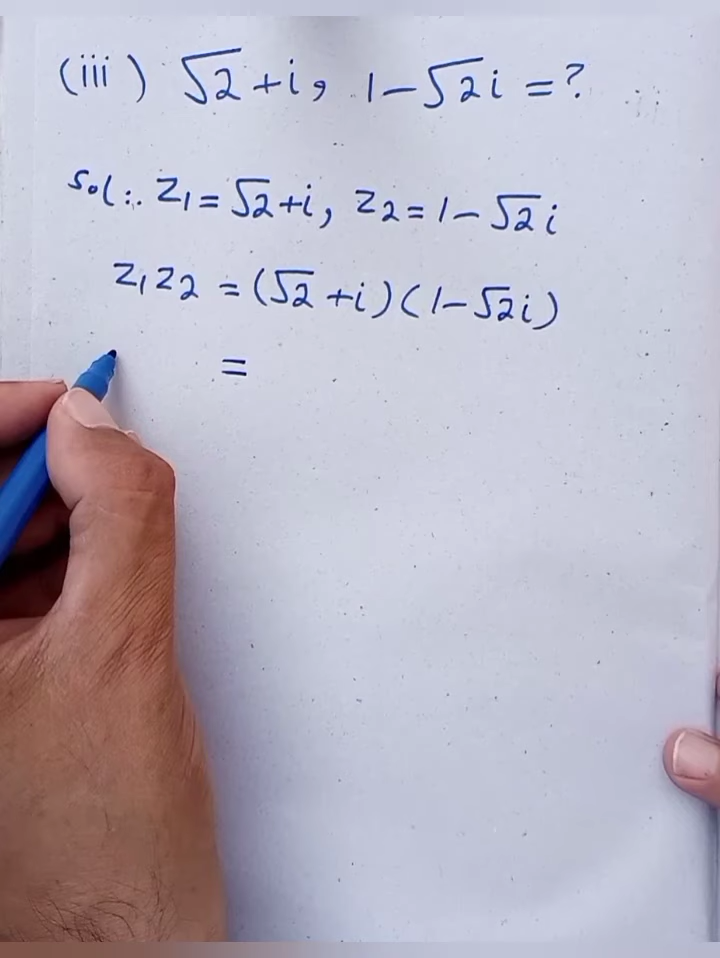 (iii) √2+i, 1-√2i = ?
Sol:. z₁=√2+i, z₂=1-√2i
z₁z₂ = (√2+i)(1-√2i)
=